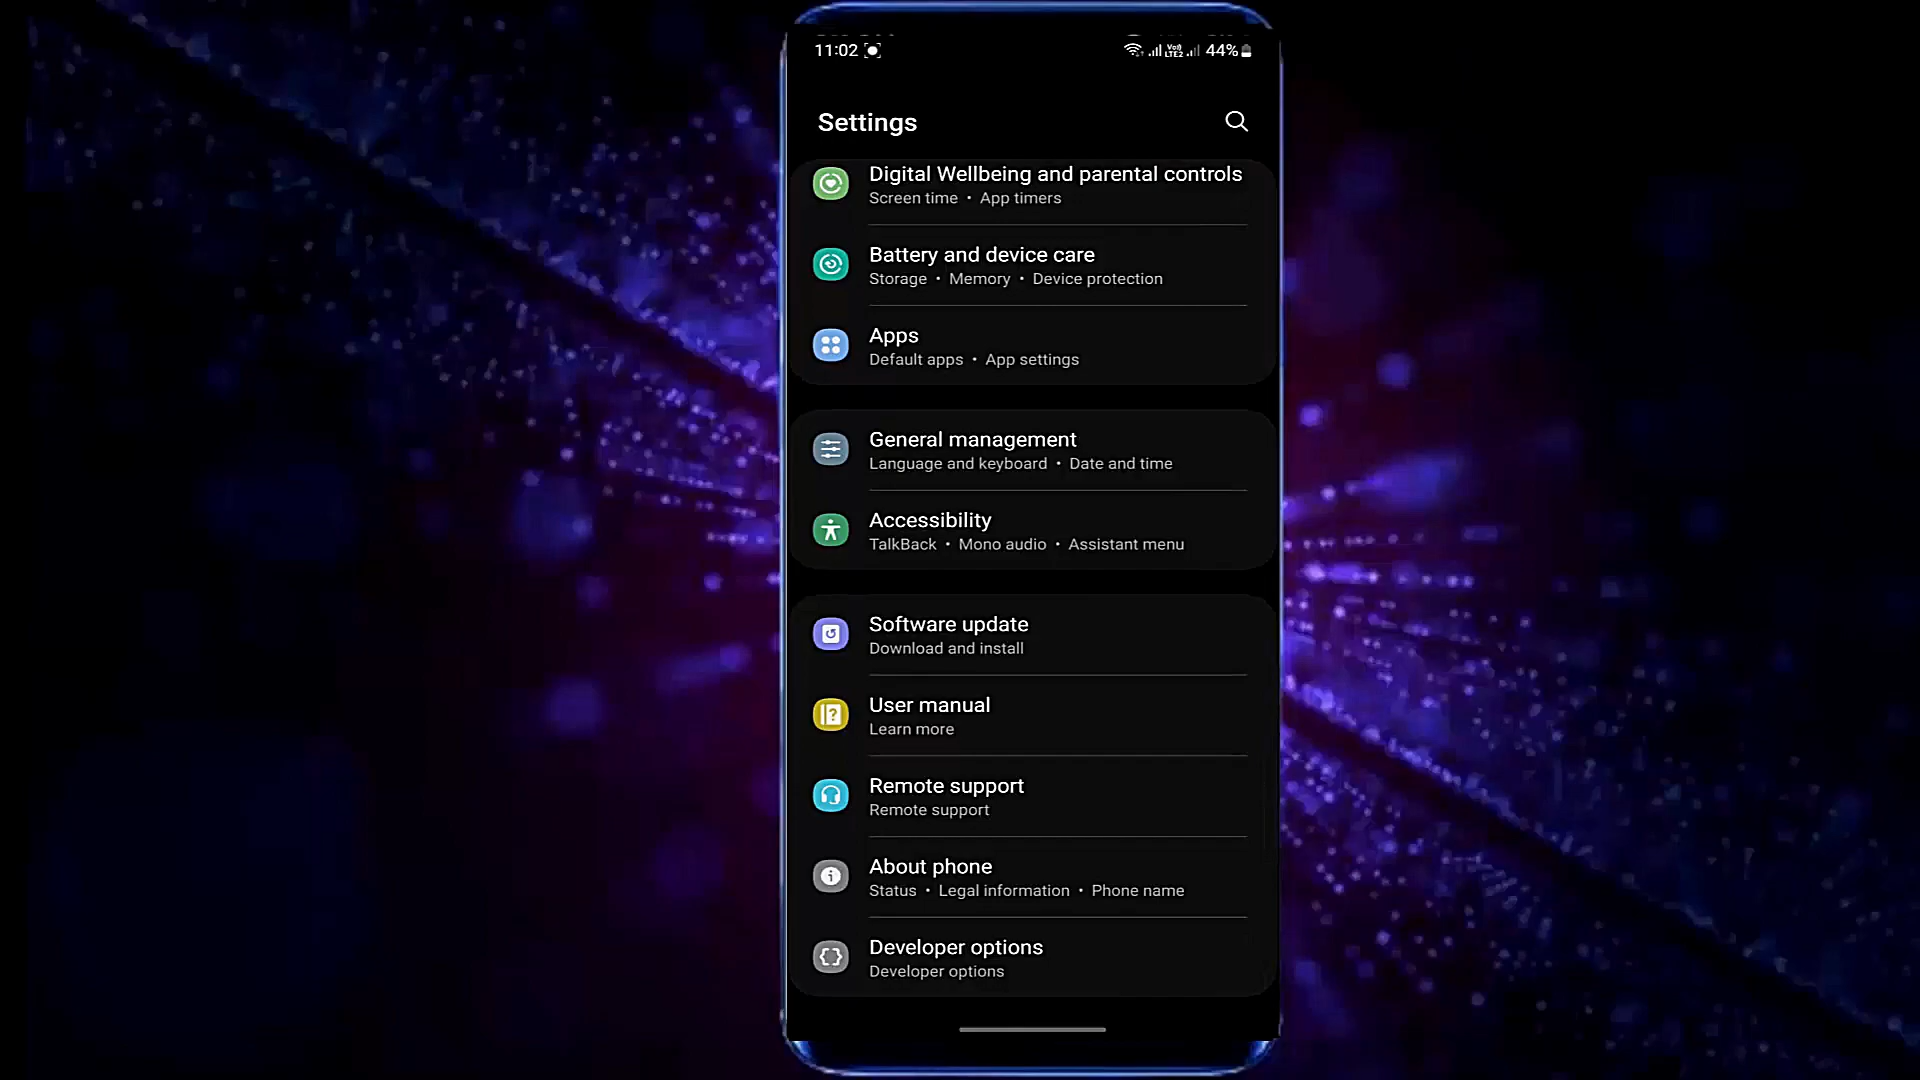 11:02 Vo) LTE2 44%
Settings
Digital Wellbeing and parental controls
Screen time • App timers
Battery and device care
Storage • Memory • Device protection
Apps
Default apps • App settings
General management
Language and keyboard • Date and time
Accessibility
TalkBack • Mono audio • Assistant menu
Software update
Download and install
User manual
Learn more
Remote support
Remote support
About phone
Status • Legal information • Phone name
Developer options
Developer options